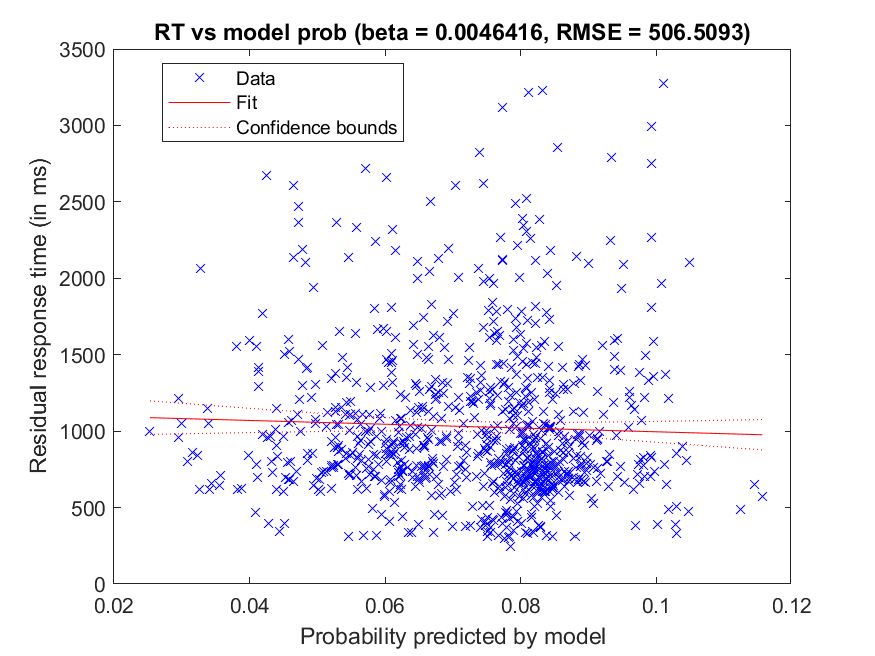 RT vs model prob (beta = 0.0046416, RMSE = 506.5093)
3500
3000
2500
2000
1500
1000
500
0
Residual response time (in ms)
Data
Fit
Confidence bounds
0.02
0.04
0.06
0.08
0.1
0.12
Probability predicted by model